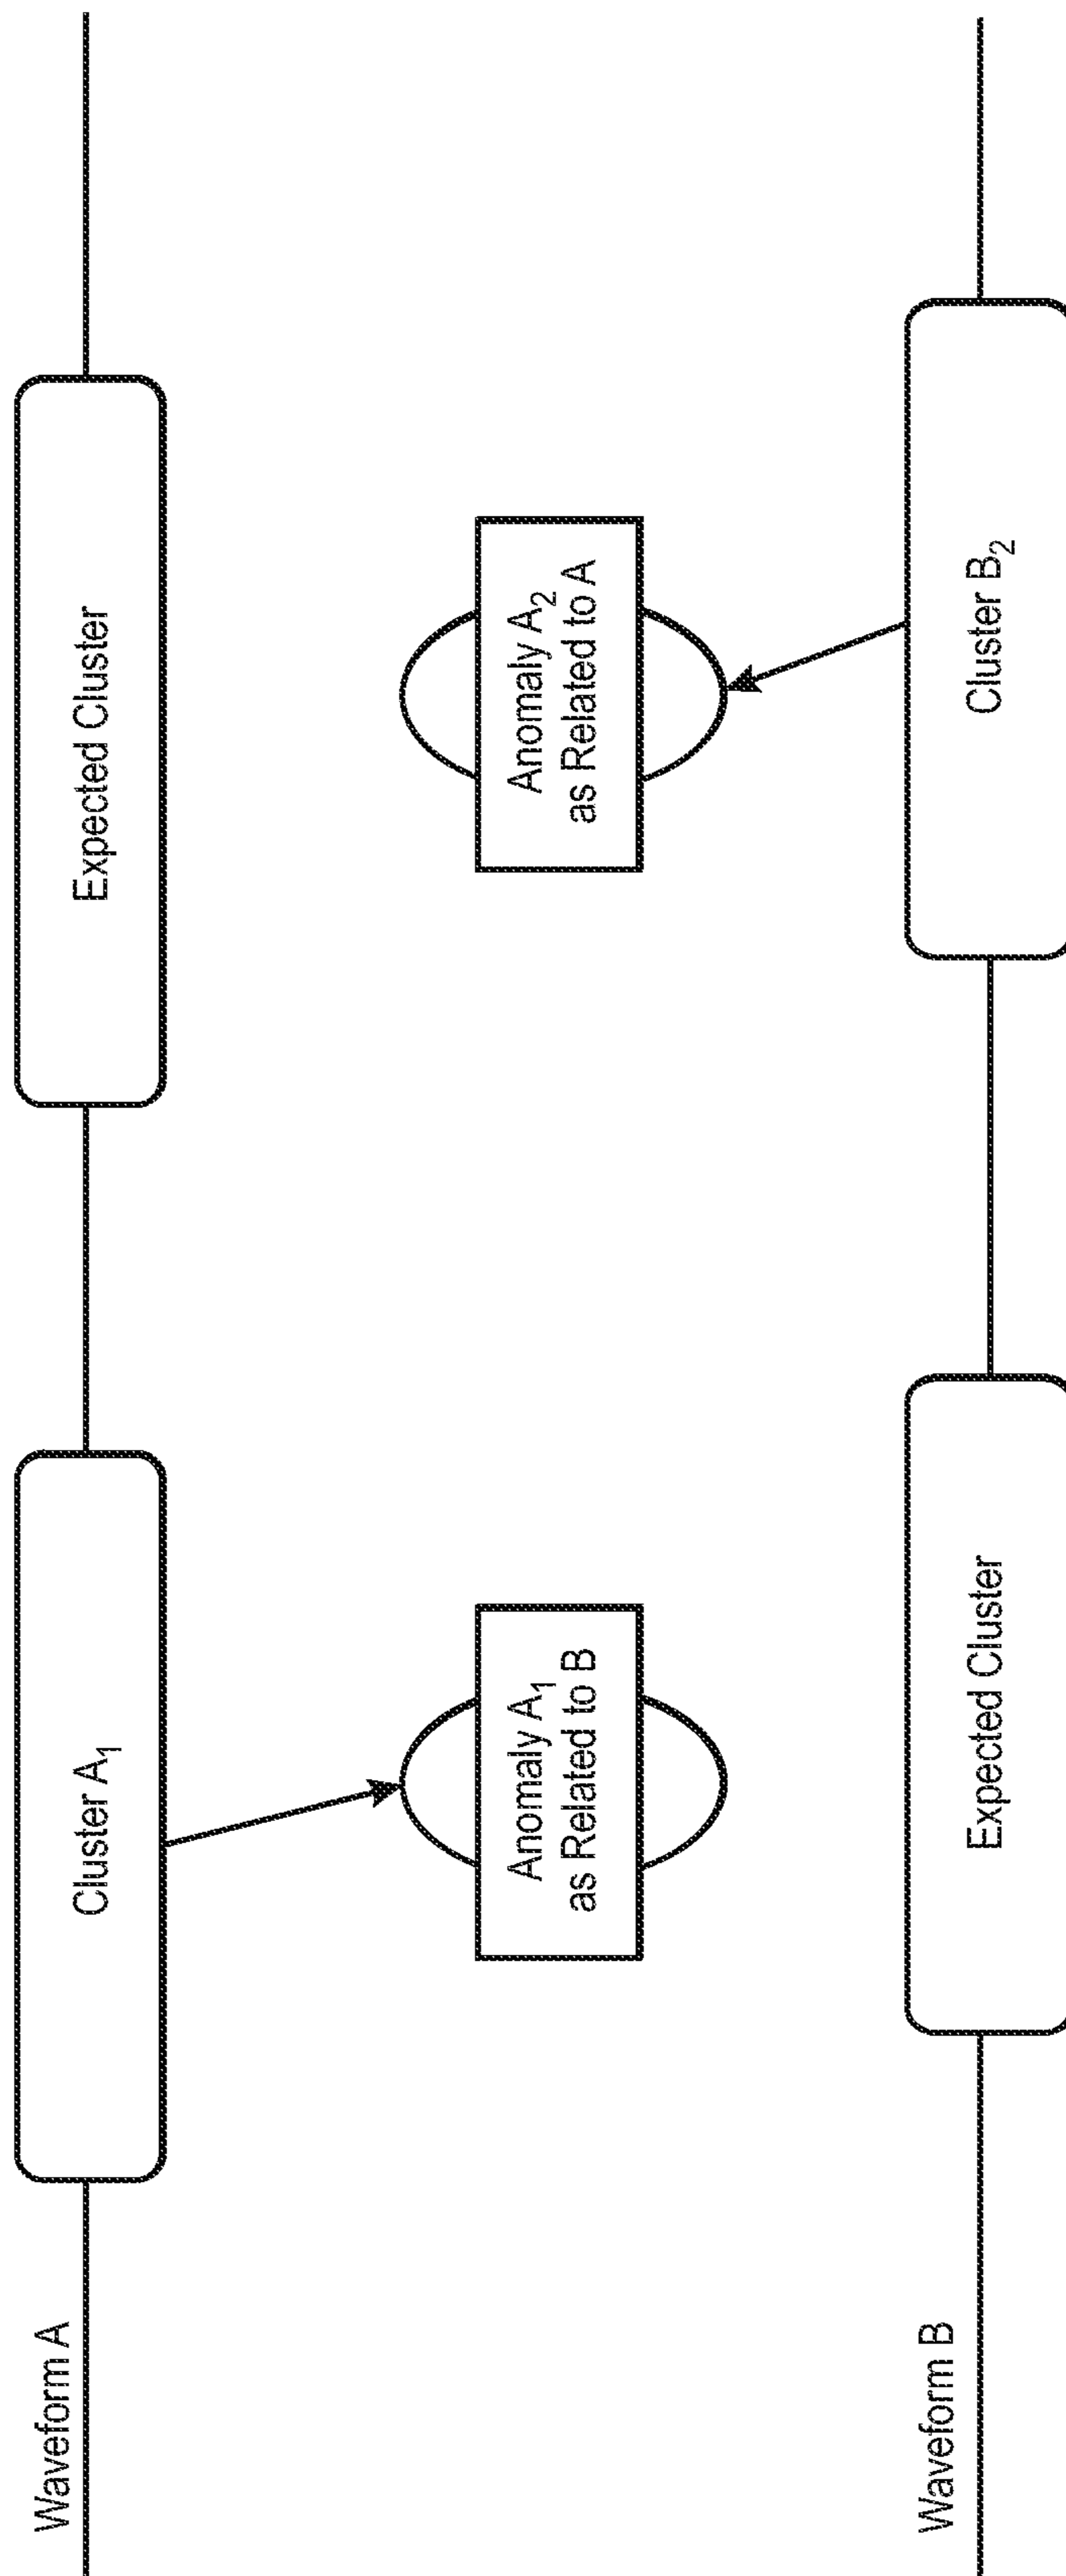 Waveform A
Cluster A₁
Expected Cluster
Anomaly A₁
as Related to B
Anomaly A₂
as Related to A
Waveform B
Expected Cluster
Cluster B₂